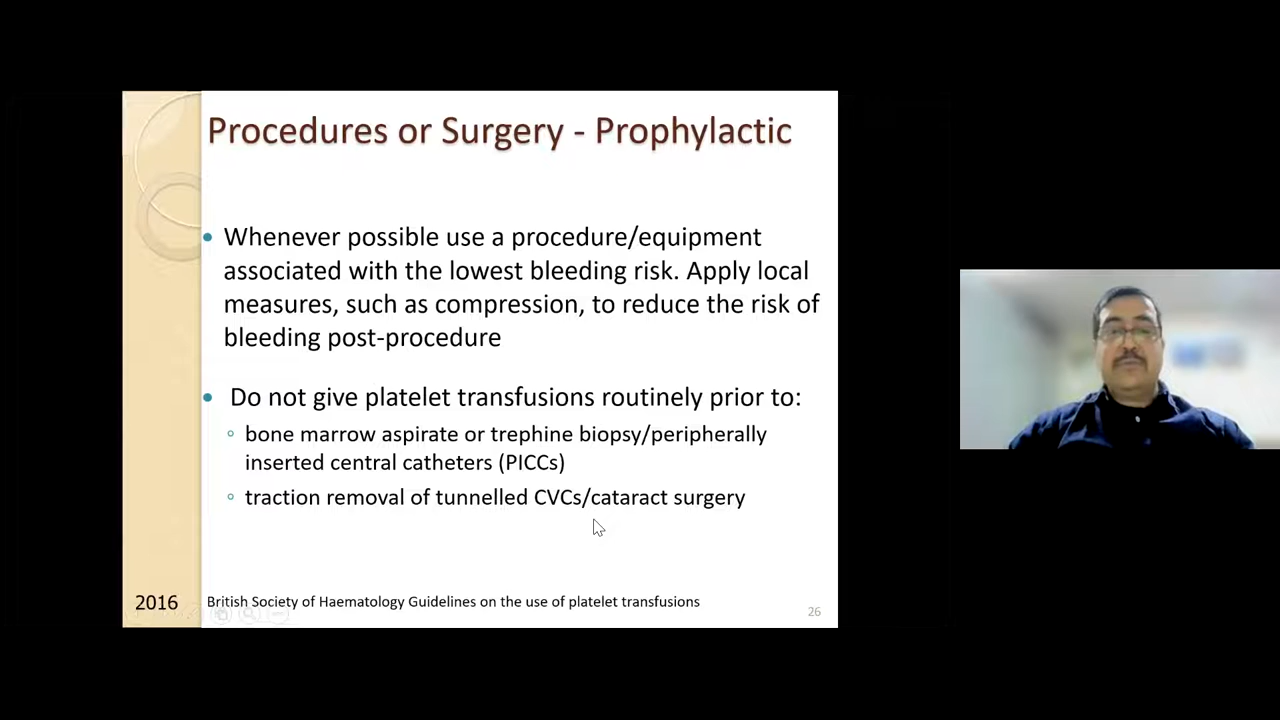 Procedures or Surgery - Prophylactic
• Whenever possible use a procedure/equipment
associated with the lowest bleeding risk. Apply local
measures, such as compression, to reduce the risk of
bleeding post-procedure
• Do not give platelet transfusions routinely prior to:
◦ bone marrow aspirate or trephine biopsy/peripherally
inserted central catheters (PICCs)
◦ traction removal of tunnelled CVCs/cataract surgery
2016
British Society of Haematology Guidelines on the use of platelet transfusions
26